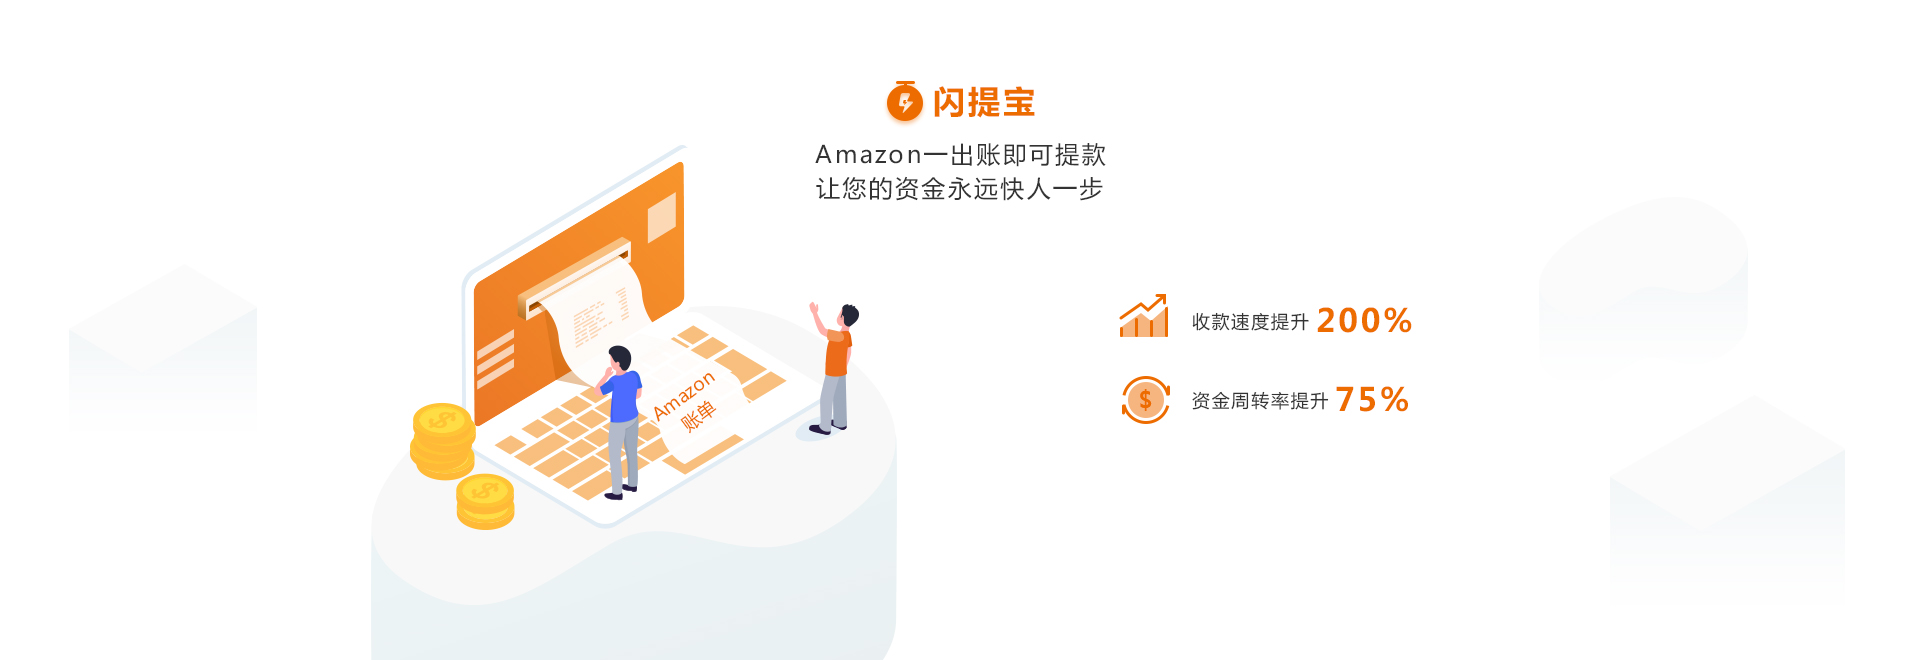 闪提宝
Amazon一出账即可提款
让您的资金永远快人一步
收款速度提升 200%
资金周转率提升 75%
Amazon
账单